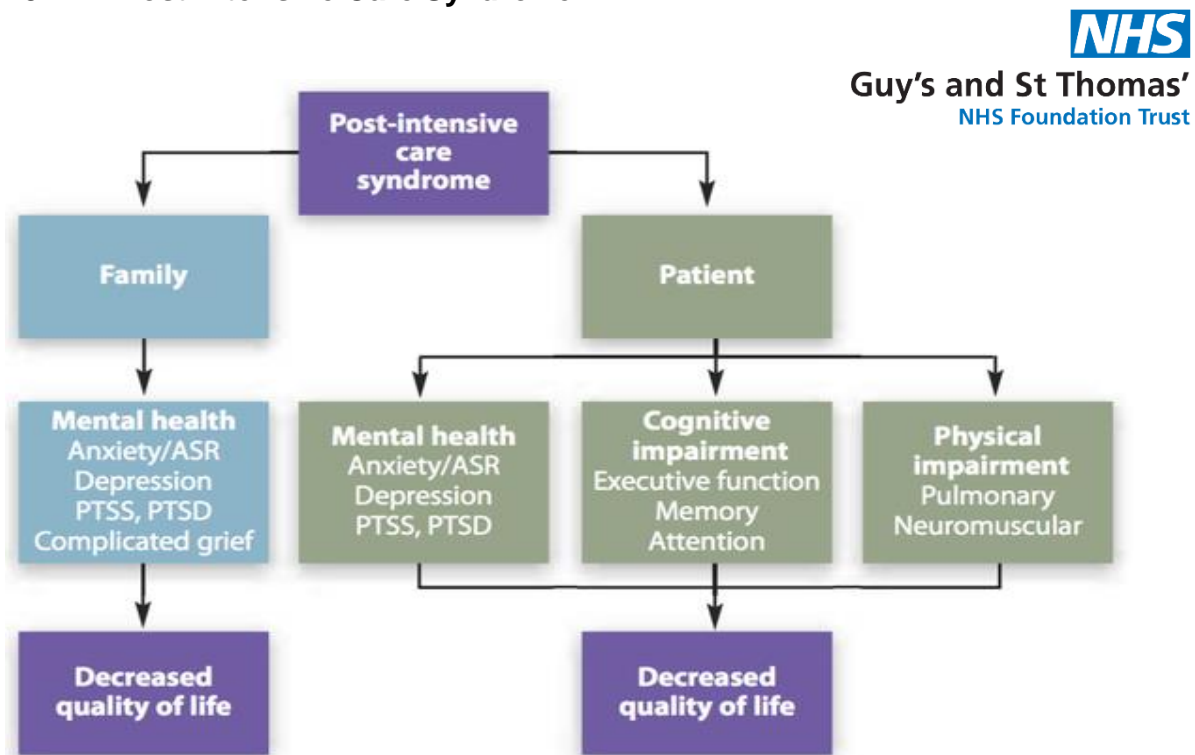 NHS
Guy's and St Thomas'
NHS Foundation Trust
Post-intensive
care
syndrome
Family
Patient
Mental health
Anxiety/ASR
Depression
PTSS, PTSD
Complicated grief
Mental health
Anxiety/ASR
Depression
PTSS, PTSD
Cognitive
impairment
Executive function
Memory
Attention
Physical
impairment
Pulmonary
Neuromuscular
Decreased
quality of life
Decreased
quality of life